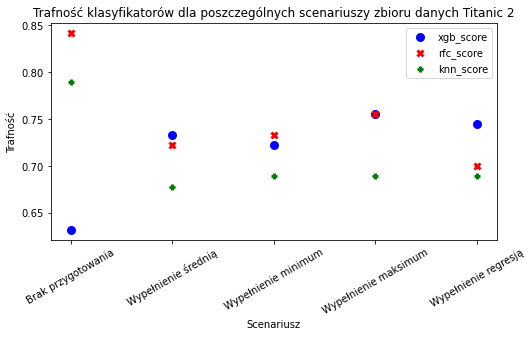 Trafność klasyfikatorów dla poszczególnych scenariuszy zbioru danych Titanic 2
0.85
0.80
0.75
0.70
0.65
Trafność
xgb_score
rfc_score
knn_score
Brak przygotowania
Wypełnienie średnią
Wypełnienie minimum
Wypełnienie maksimum
Wypełnienie regresją
Scenariusz